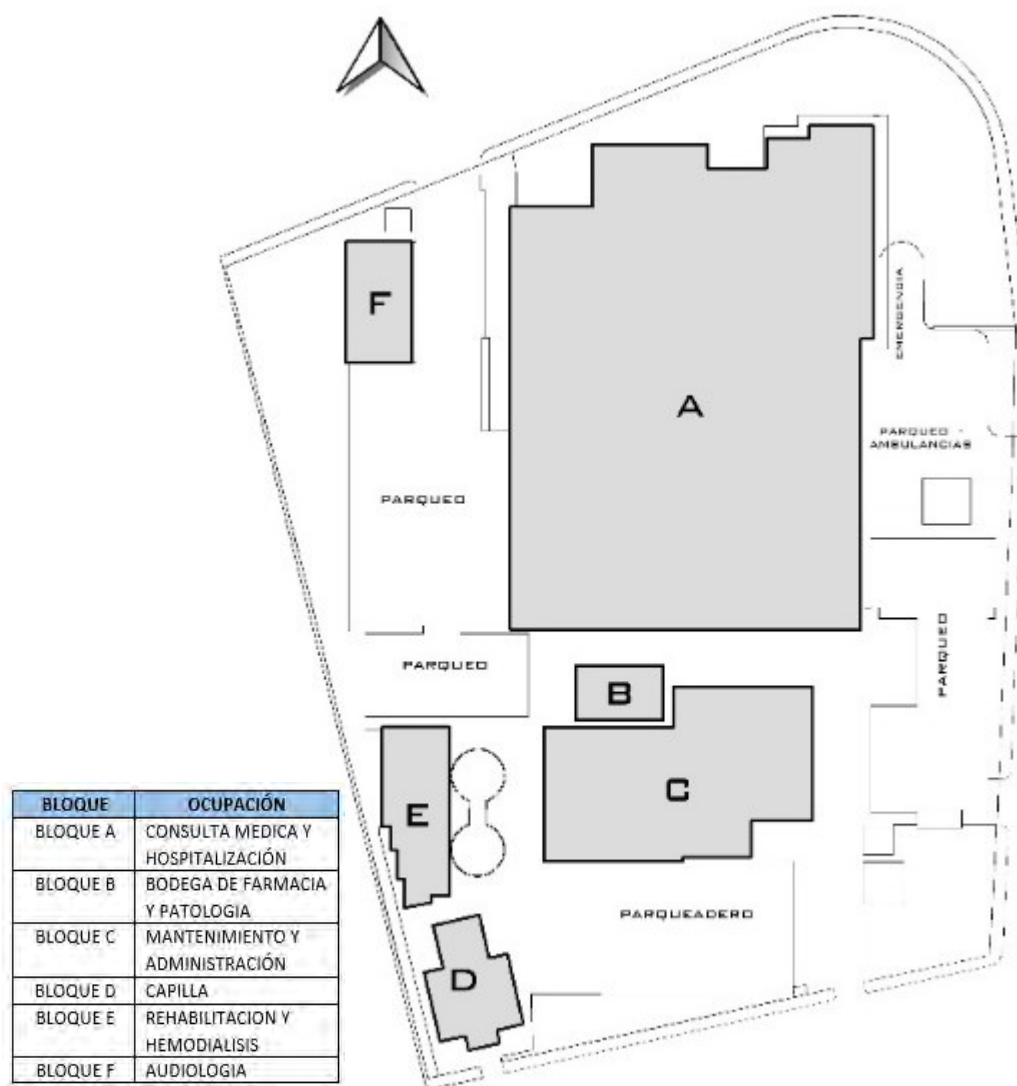 F
A
EMERGENCIA
PARQUEO -
AMBULANCIAS
PARQUEO
PARQUEO
PARQUEO
B
C
E
PARQUEADERO
D
BLOQUE OCUPACIÓN
BLOQUE A CONSULTA MEDICA Y
HOSPITALIZACIÓN
BLOQUE B BODEGA DE FARMACIA
Y PATOLOGIA
BLOQUE C MANTENIMIENTO Y
ADMINISTRACIÓN
BLOQUE D CAPILLA
BLOQUE E REHABILITACION Y
HEMODIALISIS
BLOQUE F AUDIOLOGIA